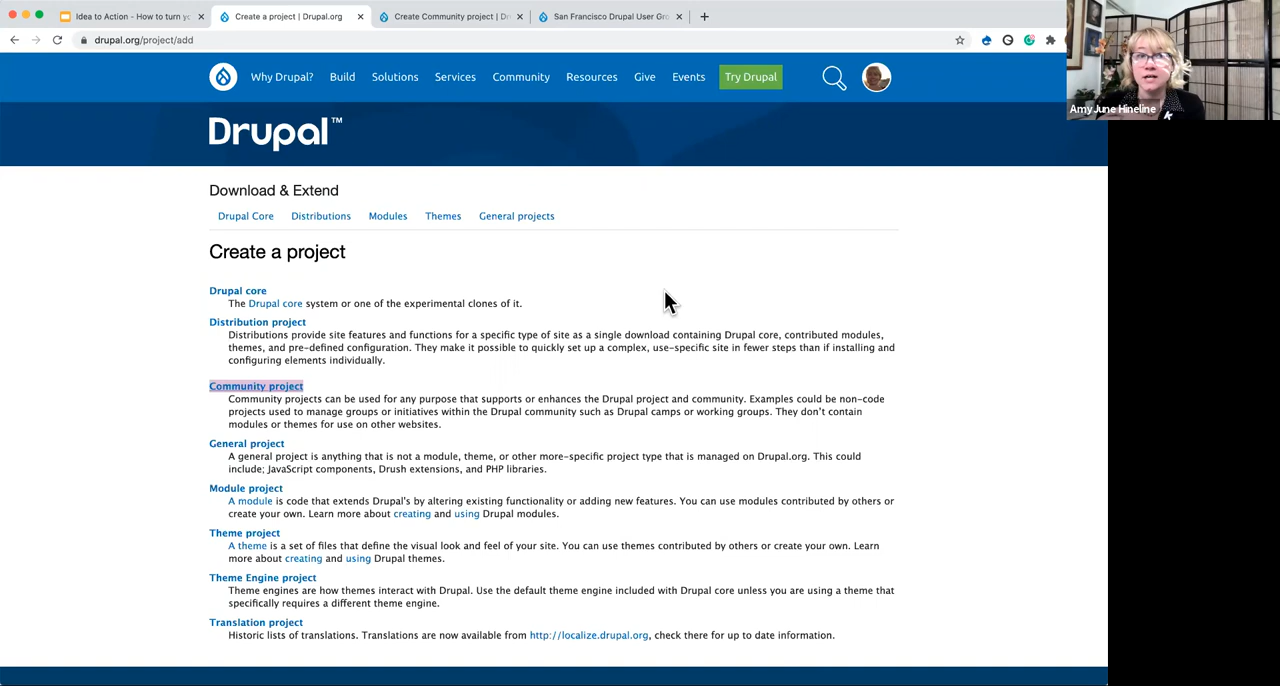 Idea to Action - How to turn yo
Create a project | Drupal.org
Create Community project | Dr
San Francisco Drupal User Gro
drupal.org/project/add
Why Drupal? Build Solutions Services Community Resources Give Events Try Drupal
AmyJune Hineline
Drupal™
Download & Extend
Drupal Core Distributions Modules Themes General projects
Create a project
Drupal core
The Drupal core system or one of the experimental clones of it.
Distribution project
Distributions provide site features and functions for a specific type of site as a single download containing Drupal core, contributed modules,
themes, and pre-defined configuration. They make it possible to quickly set up a complex, use-specific site in fewer steps than if installing and
configuring elements individually.
Community project
Community projects can be used for any purpose that supports or enhances the Drupal project and community. Examples could be non-code
projects used to manage groups or initiatives within the Drupal community such as Drupal camps or working groups. They don't contain
modules or themes for use on other websites.
General project
A general project is anything that is not a module, theme, or other more-specific project type that is managed on Drupal.org. This could
include; JavaScript components, Drush extensions, and PHP libraries.
Module project
A module is code that extends Drupal's by altering existing functionality or adding new features. You can use modules contributed by others or
create your own. Learn more about creating and using Drupal modules.
Theme project
A theme is a set of files that define the visual look and feel of your site. You can use themes contributed by others or create your own. Learn
more about creating and using Drupal themes.
Theme Engine project
Theme engines are how themes interact with Drupal. Use the default theme engine included with Drupal core unless you are using a theme that
specifically requires a different theme engine.
Translation project
Historic lists of translations. Translations are now available from http://localize.drupal.org, check there for up to date information.